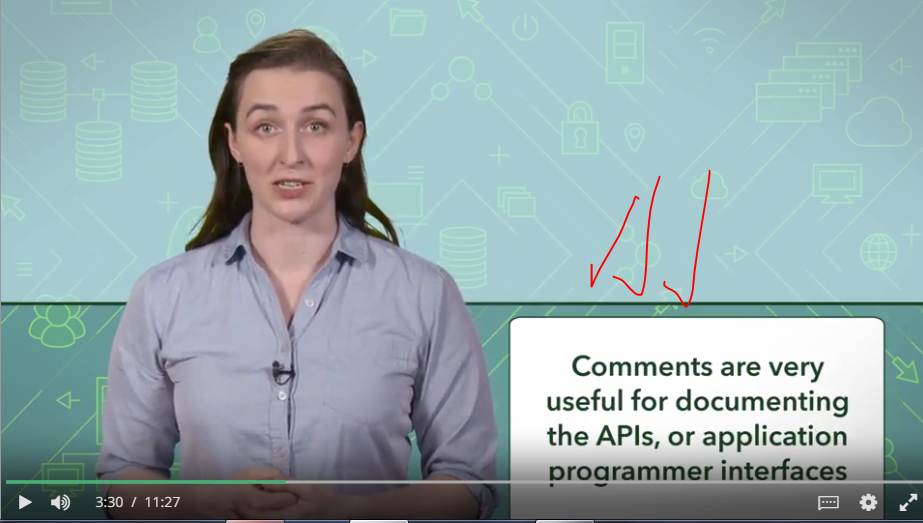 Comments are very
useful for documenting
the APIs, or application
programmer interfaces
3:30 / 11:27